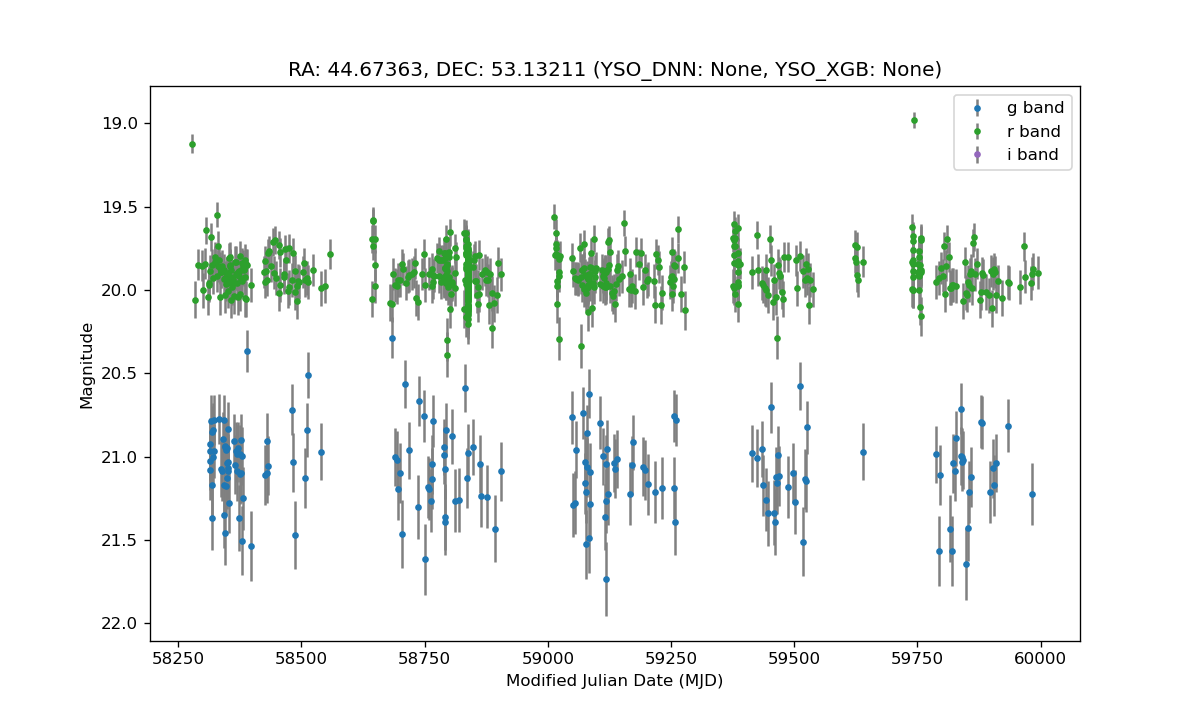 RA: 44.67363, DEC: 53.13211 (YSO_DNN: None, YSO_XGB: None)
g band
r band
i band
19.0
19.5
20.0
20.5
21.0
21.5
22.0
Magnitude
58250
58500
58750
59000
59250
59500
59750
60000
Modified Julian Date (MJD)